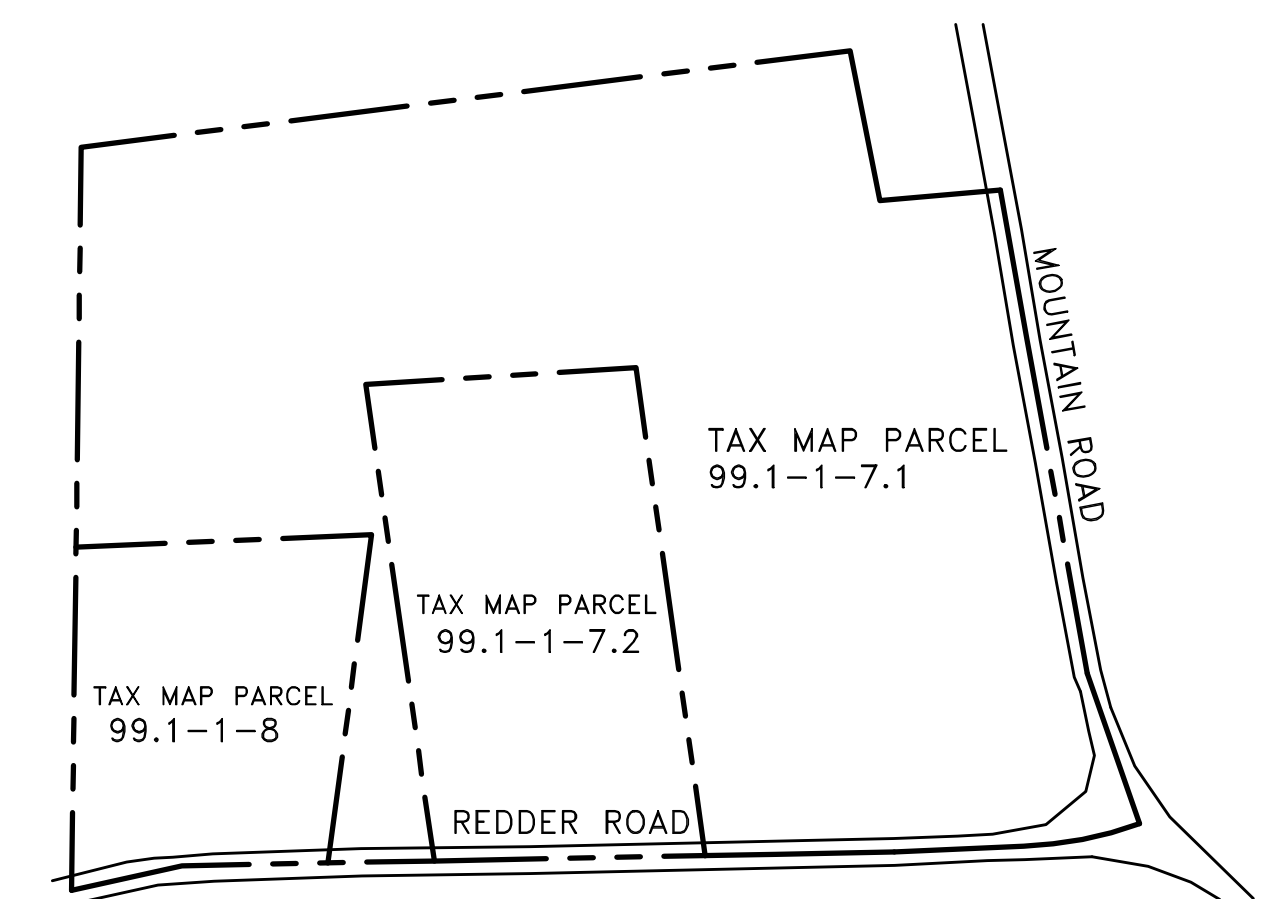 MOUNTAIN ROAD
TAX MAP PARCEL
99.1-1-7.1
TAX MAP PARCEL
99.1-1-7.2
TAX MAP PARCEL
99.1-1-8
REDDER ROAD